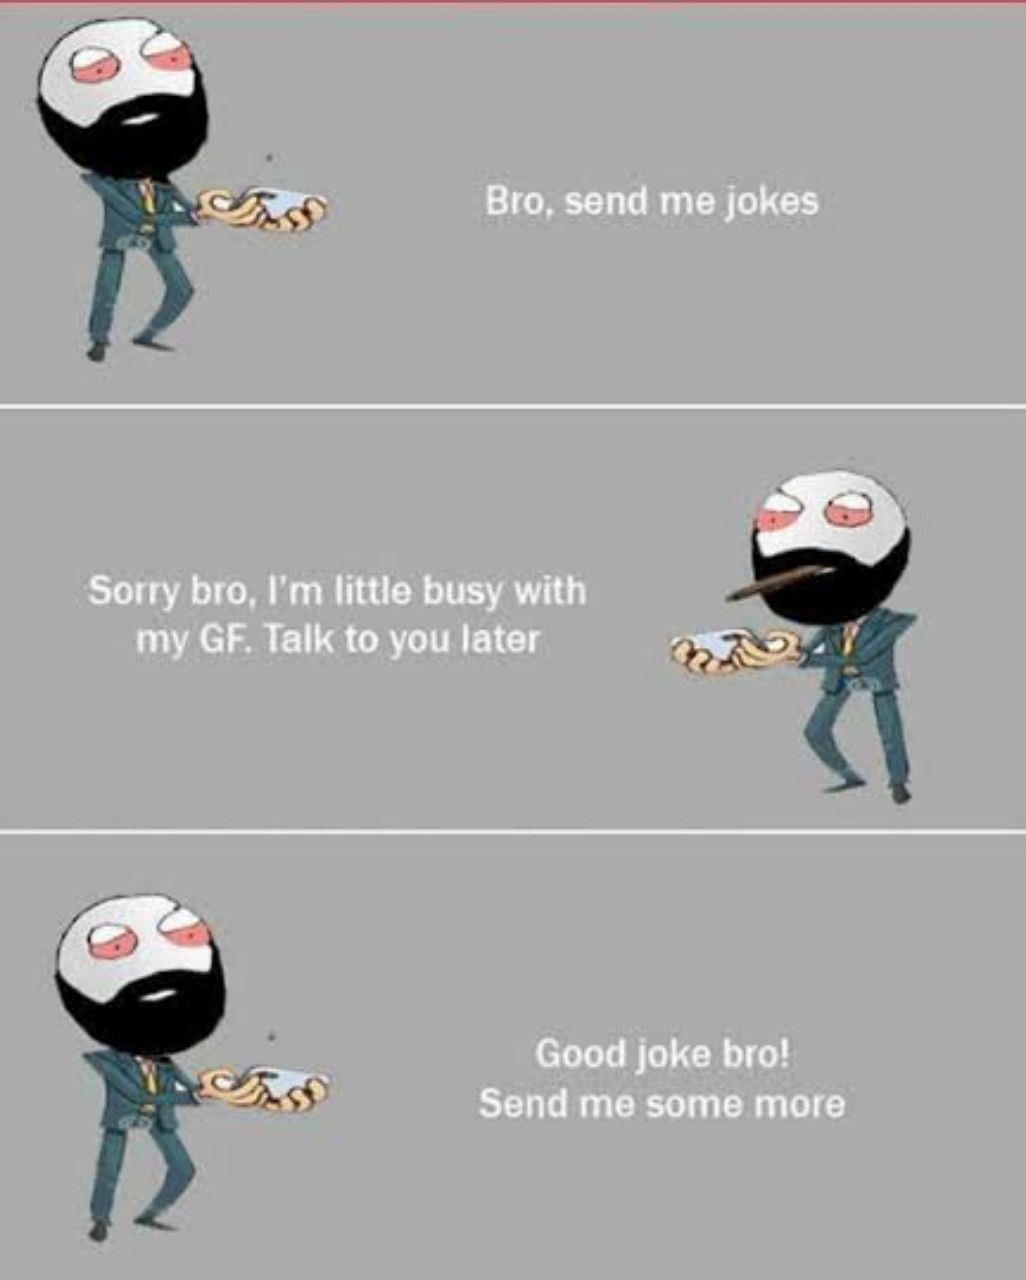 Bro, send me jokes
Sorry bro, I'm little busy with
my GF. Talk to you later
Good joke bro!
Send me some more